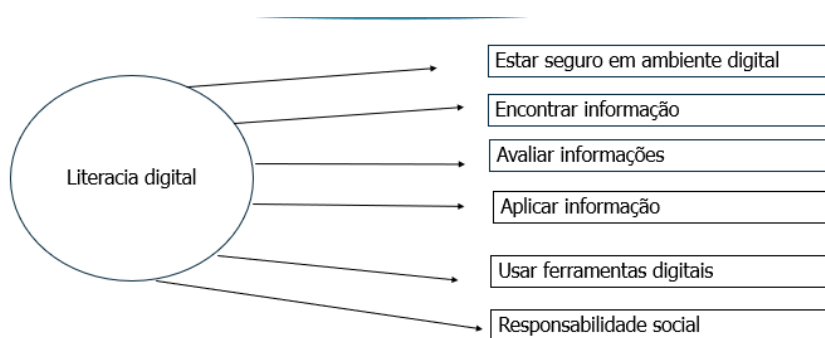 Estar seguro em ambiente digital
Encontrar informação
Avaliar informações
Literacia digital
Aplicar informação
Usar ferramentas digitais
Responsabilidade social